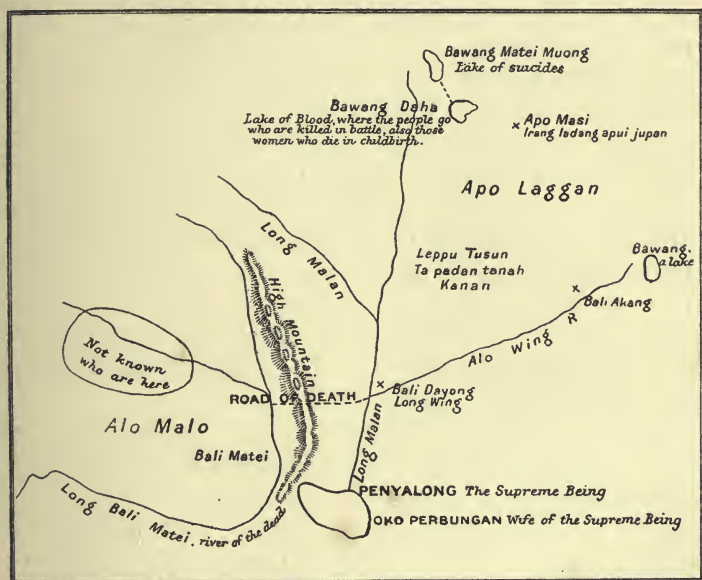 Bawang Matei Muong
Lake of suicides
Bawang Daha
Lake of Blood, where the people go
who are killed in battle, also those
women who die in childbirth.
Apo Masi
Irang ladang apui jupan
Apo Laggan
Long Malan
Leppu Tusun
Ta padan tanah
Kanan
Bawang.
a lake
Bali Akang
Alo Wing R
High Mountain
Not known
who are here
ROAD OF DEATH
Bali Dayong
Long Wing
Alo Malo
Bali Matei
Long Malan
PENYALONG The Supreme Being
OKO PERBUNGAN Wife of the Supreme Being
Long Bali Matei, river of the dead